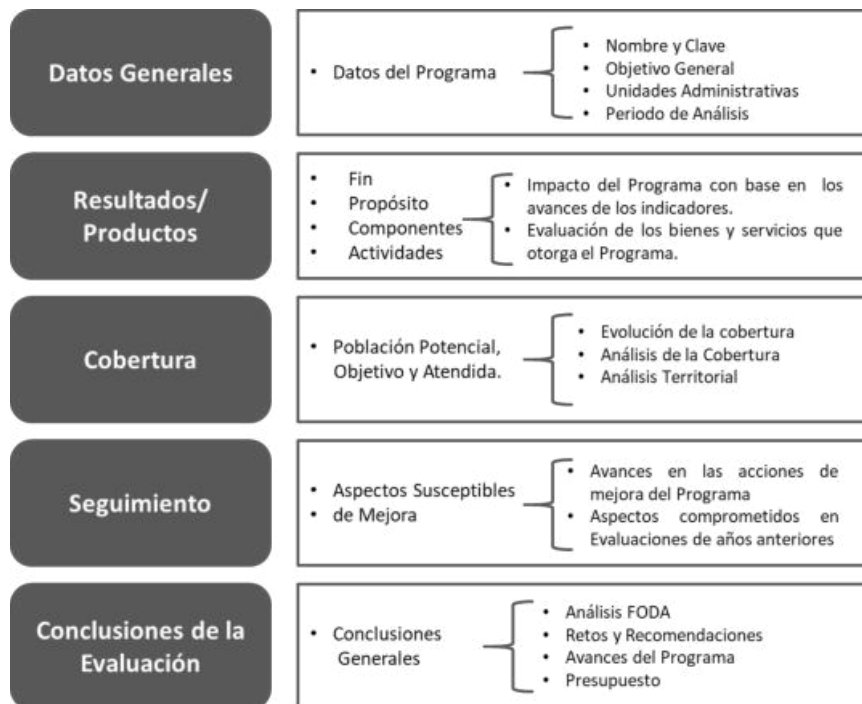 Datos Generales
• Datos del Programa
• Nombre y Clave
• Objetivo General
• Unidades Administrativas
• Periodo de Análisis
Resultados/
Productos
• Fin
• Propósito
• Componentes
• Actividades
• Impacto del Programa con base en los
avances de los indicadores.
• Evaluación de los bienes y servicios que
otorga el Programa.
Cobertura
• Población Potencial,
Objetivo y Atendida.
• Evolución de la cobertura
• Análisis de la Cobertura
• Análisis Territorial
Seguimiento
• Aspectos Susceptibles
• de Mejora
• Avances en las acciones de
mejora del Programa
• Aspectos comprometidos en
Evaluaciones de años anteriores
Conclusiones de la
Evaluación
• Conclusiones
Generales
• Análisis FODA
• Retos y Recomendaciones
• Avances del Programa
• Presupuesto